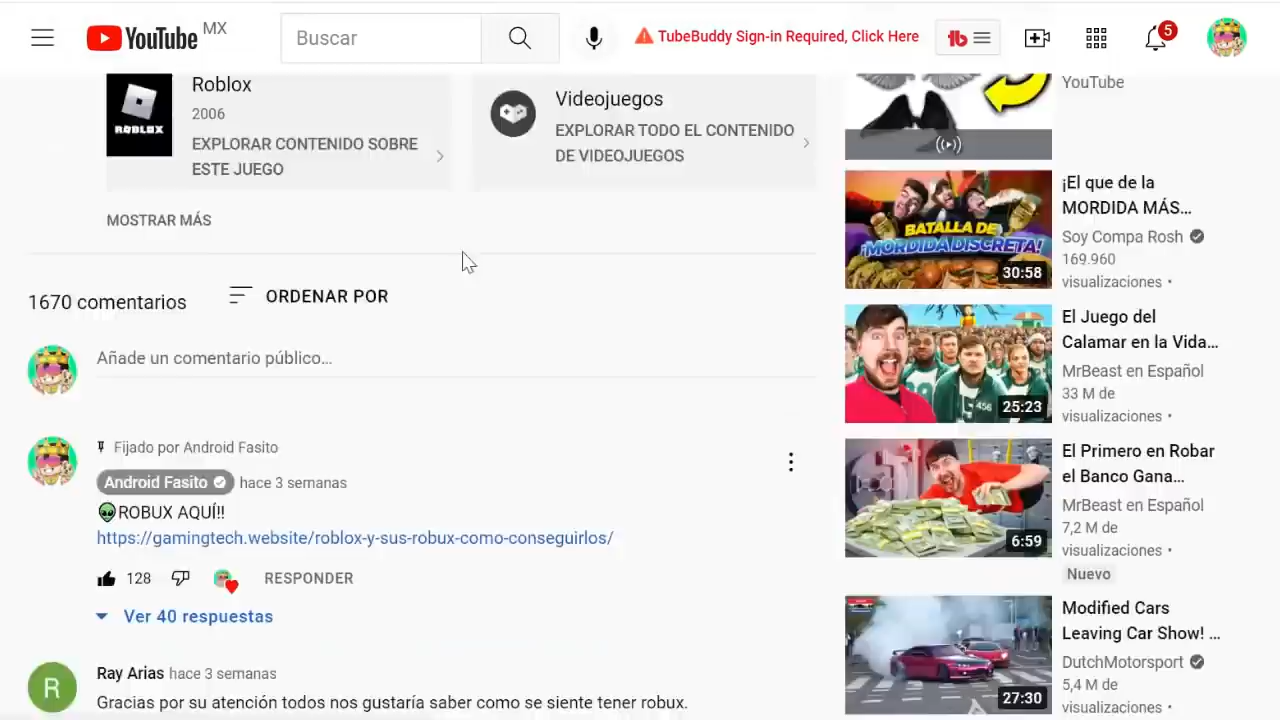 YouTube MX
Buscar
TubeBuddy Sign-in Required, Click Here
tb
5
Roblox
2006
EXPLORAR CONTENIDO SOBRE
ESTE JUEGO
ROBLOX
Videojuegos
EXPLORAR TODO EL CONTENIDO
DE VIDEOJUEGOS
MOSTRAR MÁS
1670 comentarios
ORDENAR POR
Añade un comentario público...
Fijado por Android Fasito
Android Fasito hace 3 semanas
👽ROBUX AQUÍ!!
https://gamingtech.website/roblox-y-sus-robux-como-conseguirlos/
128
RESPONDER
Ver 40 respuestas
R
Ray Arias hace 3 semanas
Gracias por su atención todos nos gustaría saber como se siente tener robux.
YouTube
BATALLA DE
¡MORDIDA DISCRETA!
30:58
¡El que de la
MORDIDA MÁS...
Soy Compa Rosh
169.960
visualizaciones •
456
25:23
El Juego del
Calamar en la Vida...
MrBeast en Español
33 M de
visualizaciones •
6:59
El Primero en Robar
el Banco Gana...
MrBeast en Español
7,2 M de
visualizaciones •
Nuevo
27:30
Modified Cars
Leaving Car Show! ...
DutchMotorsport
5,4 M de
visualizaciones •